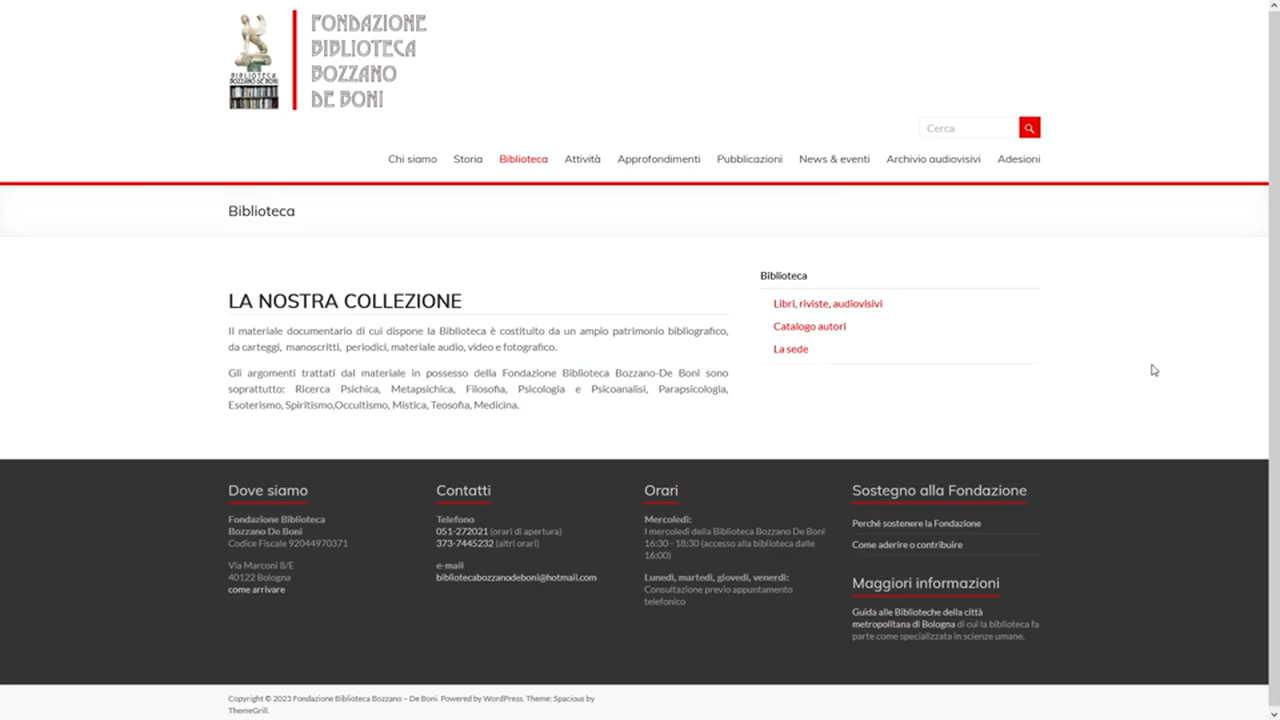 FONDAZIONE
BIBLIOTECA
BOZZANO
DE BONI
BIBLIOTECA
BOZZANO DE BONI
Cerca
Chi siamo Storia Biblioteca Attività Approfondimenti Pubblicazioni News & eventi Archivio audiovisivi Adesioni
Biblioteca
LA NOSTRA COLLEZIONE
Il materiale documentario di cui dispone la Biblioteca è costituito da un ampio patrimonio bibliografico,
da carteggi, manoscritti, periodici, materiale audio, video e fotografico.
Gli argomenti trattati dal materiale in possesso della Fondazione Biblioteca Bozzano-De Boni sono
soprattutto: Ricerca Psichica, Metapsichica, Filosofia, Psicologia e Psicoanalisi, Parapsicologia,
Esoterismo, Spiritismo,Occultismo, Mistica, Teosofia, Medicina.
Biblioteca
Libri, riviste, audiovisivi
Catalogo autori
La sede
Dove siamo
Fondazione Biblioteca
Bozzano De Boni
Codice Fiscale 92044970371
Via Marconi 8/E
40122 Bologna
come arrivare
Contatti
Telefono
051-272021 (orari di apertura)
373-7445232 (altri orari)
e-mail
bibliotecabozzanodeboni@hotmail.com
Orari
Mercoledì:
I mercoledì della Biblioteca Bozzano De Boni
16:30 - 18:30 (accesso alla biblioteca dalle
16:00)
Lunedì, martedì, giovedì, venerdì:
Consultazione previo appuntamento
telefonico
Sostegno alla Fondazione
Perché sostenere la Fondazione
Come aderire o contribuire
Maggiori informazioni
Guida alle Biblioteche della città
metropolitana di Bologna di cui la biblioteca fa
parte come specializzata in scienze umane.
Copyright © 2023 Fondazione Biblioteca Bozzano – De Boni. Powered by WordPress. Theme: Spacious by
ThemeGrill.